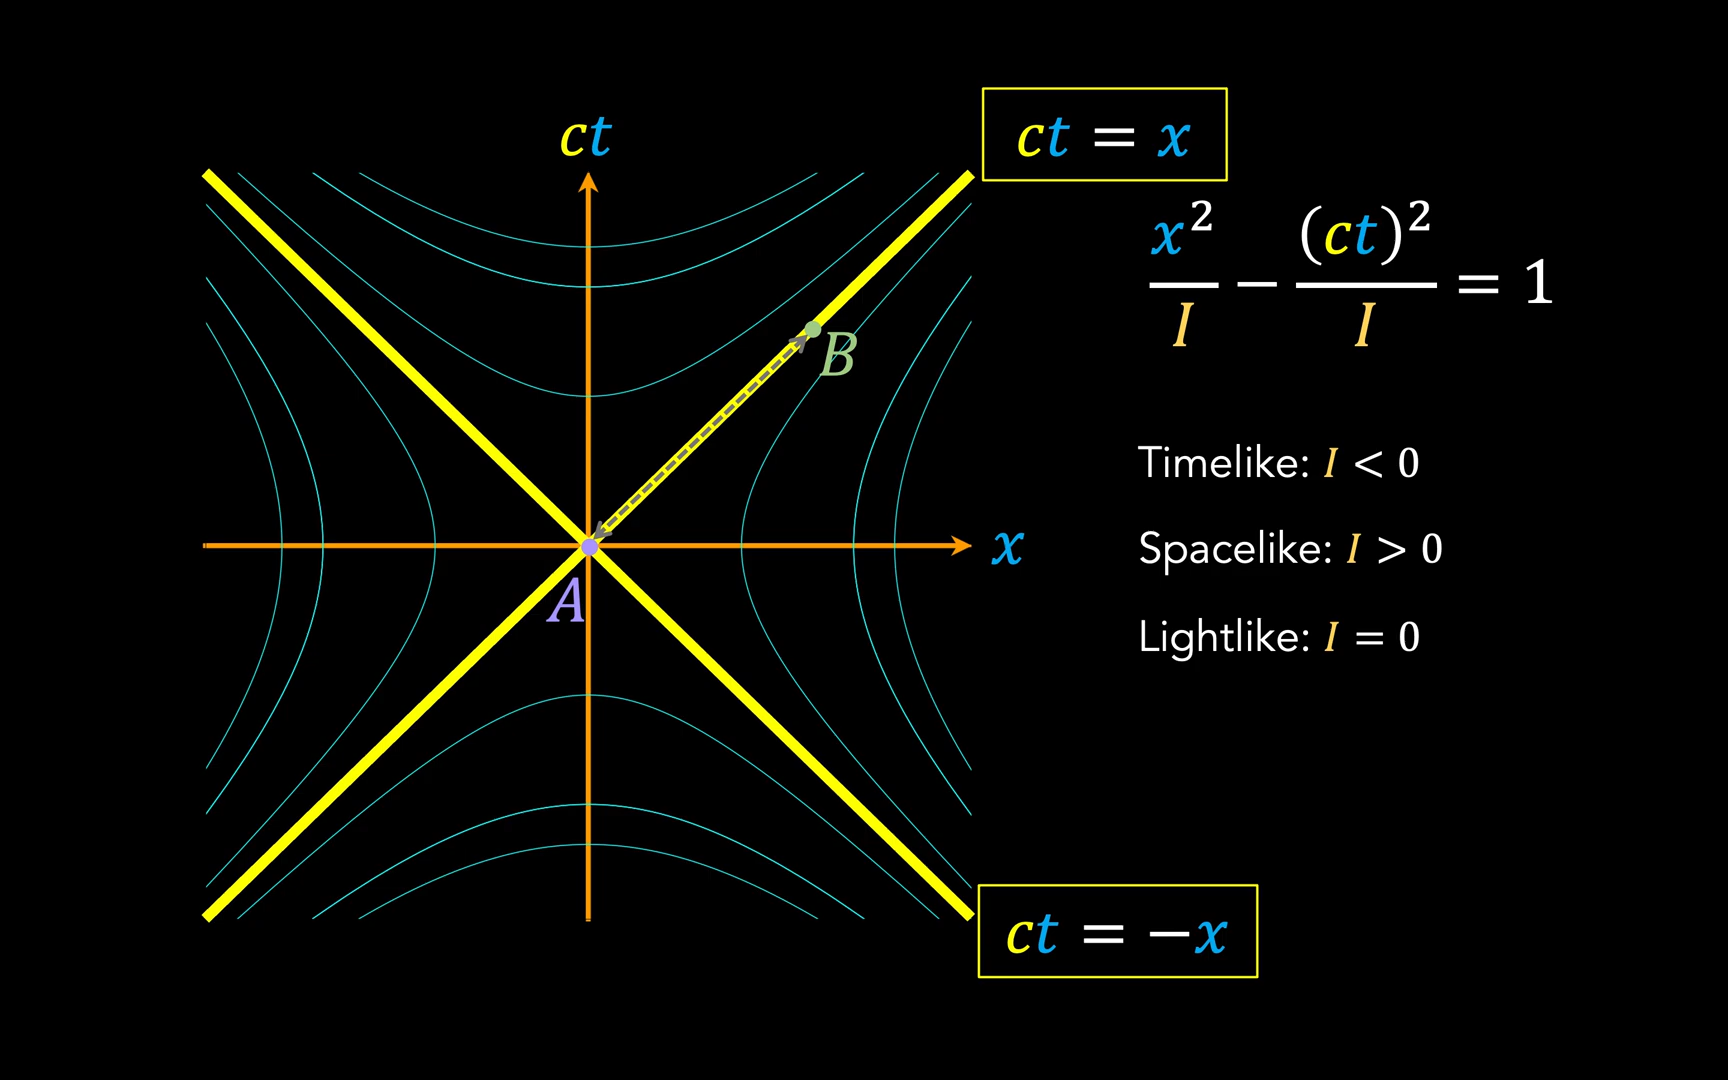 ct
ct = x
x² / I − (ct)² / I = 1
B
Timelike: I < 0
x
Spacelike: I > 0
A
Lightlike: I = 0
ct = −x